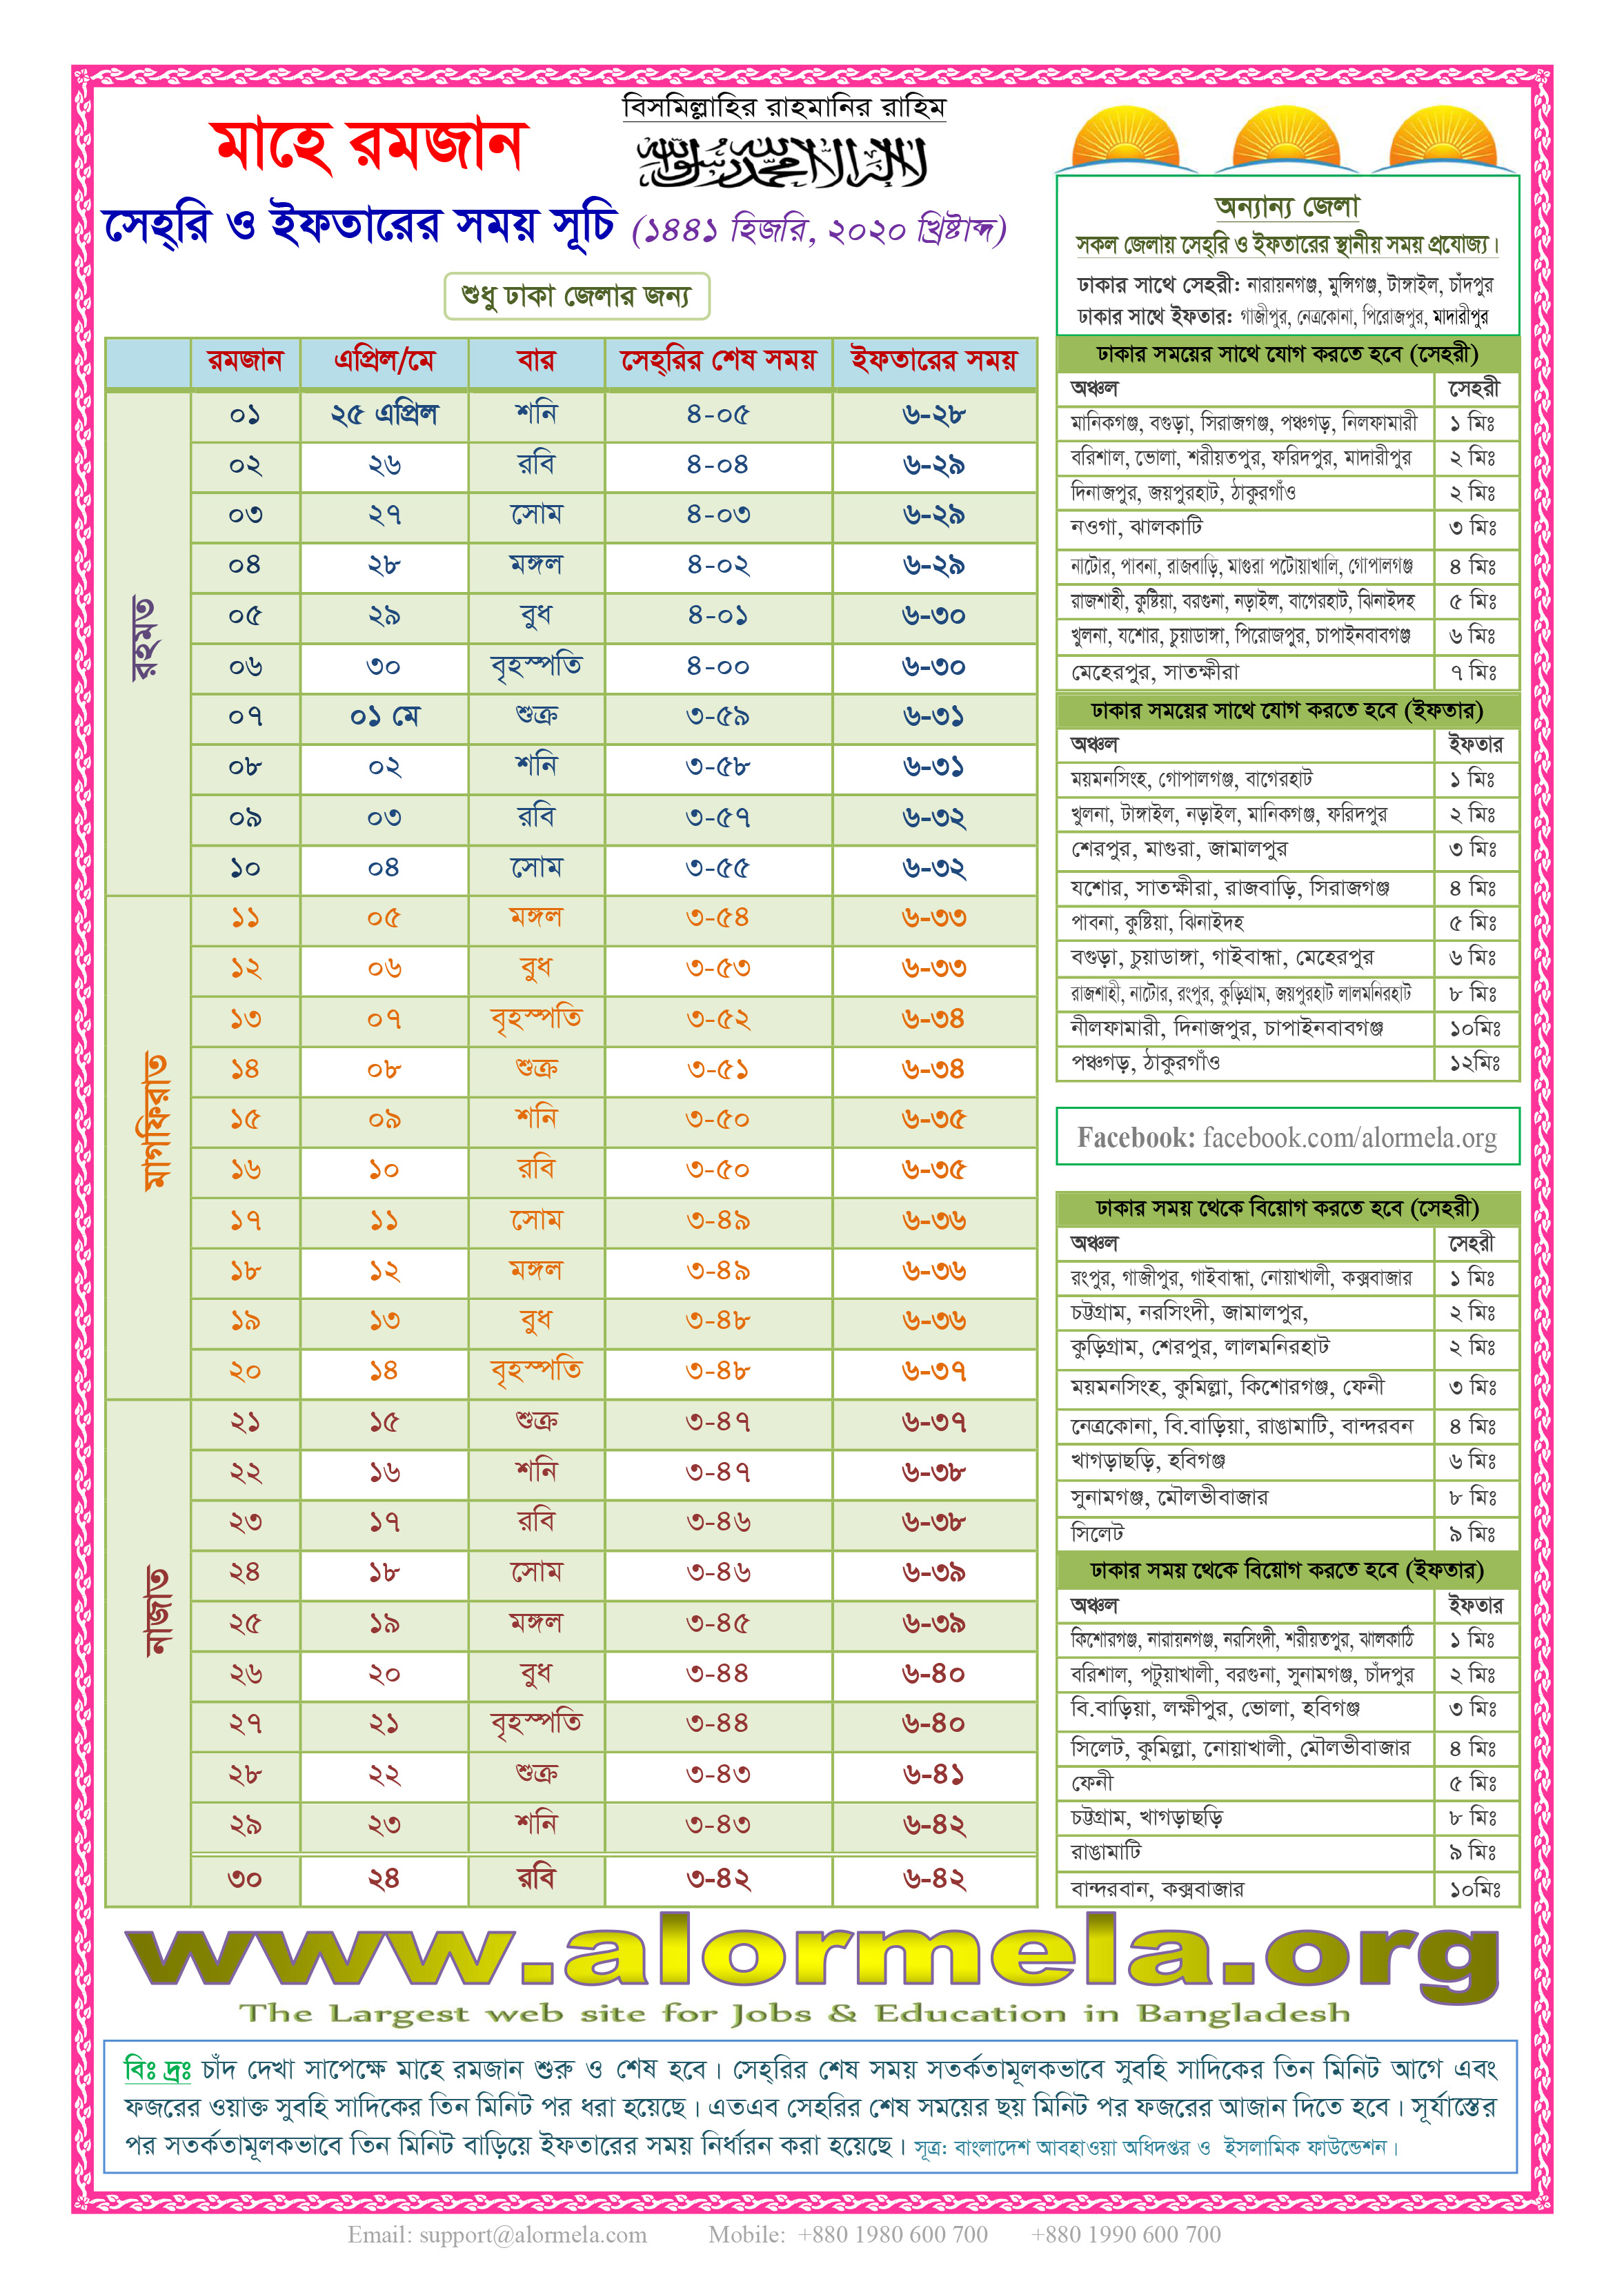 বিসমিল্লাহির রাহমানির রাহিম
মাহে রমজান
لا إله إلا الله محمد رسول الله
সেহ্‌রি ও ইফতারের সময় সূচি (১৪৪১ হিজরি, ২০২০ খ্রিষ্টাব্দ)
শুধু ঢাকা জেলার জন্য
রমজান এপ্রিল/মে বার সেহ্‌রির শেষ সময় ইফতারের সময়
রহমত
০১ ২৫ এপ্রিল শনি ৪-০৫ ৬-২৮
০২ ২৬ রবি ৪-০৪ ৬-২৯
০৩ ২৭ সোম ৪-০৩ ৬-২৯
০৪ ২৮ মঙ্গল ৪-০২ ৬-২৯
০৫ ২৯ বুধ ৪-০১ ৬-৩০
০৬ ৩০ বৃহস্পতি ৪-০০ ৬-৩০
০৭ ০১ মে শুক্র ৩-৫৯ ৬-৩১
০৮ ০২ শনি ৩-৫৮ ৬-৩১
০৯ ০৩ রবি ৩-৫৭ ৬-৩২
১০ ০৪ সোম ৩-৫৫ ৬-৩২
মাগফিরাত
১১ ০৫ মঙ্গল ৩-৫৪ ৬-৩৩
১২ ০৬ বুধ ৩-৫৩ ৬-৩৩
১৩ ০৭ বৃহস্পতি ৩-৫২ ৬-৩৪
১৪ ০৮ শুক্র ৩-৫১ ৬-৩৪
১৫ ০৯ শনি ৩-৫০ ৬-৩৫
১৬ ১০ রবি ৩-৫০ ৬-৩৫
১৭ ১১ সোম ৩-৪৯ ৬-৩৬
১৮ ১২ মঙ্গল ৩-৪৯ ৬-৩৬
১৯ ১৩ বুধ ৩-৪৮ ৬-৩৬
২০ ১৪ বৃহস্পতি ৩-৪৮ ৬-৩৭
নাজাত
২১ ১৫ শুক্র ৩-৪৭ ৬-৩৭
২২ ১৬ শনি ৩-৪৭ ৬-৩৮
২৩ ১৭ রবি ৩-৪৬ ৬-৩৮
২৪ ১৮ সোম ৩-৪৬ ৬-৩৯
২৫ ১৯ মঙ্গল ৩-৪৫ ৬-৩৯
২৬ ২০ বুধ ৩-৪৪ ৬-৪০
২৭ ২১ বৃহস্পতি ৩-৪৪ ৬-৪০
২৮ ২২ শুক্র ৩-৪৩ ৬-৪১
২৯ ২৩ শনি ৩-৪৩ ৬-৪২
৩০ ২৪ রবি ৩-৪২ ৬-৪২
অন্যান্য জেলা
সকল জেলায় সেহ্‌রি ও ইফতারের স্থানীয় সময় প্রযোজ্য।
ঢাকার সাথে সেহরী: নারায়নগঞ্জ, মুন্সিগঞ্জ, টাঙ্গাইল, চাঁদপুর
ঢাকার সাথে ইফতার: গাজীপুর, নেত্রকোনা, পিরোজপুর, মাদারীপুর
ঢাকার সময়ের সাথে যোগ করতে হবে (সেহরী)
অঞ্চল সেহরী
মানিকগঞ্জ, বগুড়া, সিরাজগঞ্জ, পঞ্চগড়, নিলফামারী ১ মিঃ
বরিশাল, ভোলা, শরীয়তপুর, ফরিদপুর, মাদারীপুর ২ মিঃ
দিনাজপুর, জয়পুরহাট, ঠাকুরগাঁও ২ মিঃ
নওগা, ঝালকাটি ৩ মিঃ
নাটোর, পাবনা, রাজবাড়ি, মাগুরা পটোয়াখালি, গোপালগঞ্জ ৪ মিঃ
রাজশাহী, কুষ্টিয়া, বরগুনা, নড়াইল, বাগেরহাট, ঝিনাইদহ ৫ মিঃ
খুলনা, যশোর, চুয়াডাঙ্গা, পিরোজপুর, চাপাইনবাবগঞ্জ ৬ মিঃ
মেহেরপুর, সাতক্ষীরা ৭ মিঃ
ঢাকার সময়ের সাথে যোগ করতে হবে (ইফতার)
অঞ্চল ইফতার
ময়মনসিংহ, গোপালগঞ্জ, বাগেরহাট ১ মিঃ
খুলনা, টাঙ্গাইল, নড়াইল, মানিকগঞ্জ, ফরিদপুর ২ মিঃ
শেরপুর, মাগুরা, জামালপুর ৩ মিঃ
যশোর, সাতক্ষীরা, রাজবাড়ি, সিরাজগঞ্জ ৪ মিঃ
পাবনা, কুষ্টিয়া, ঝিনাইদহ ৫ মিঃ
বগুড়া, চুয়াডাঙ্গা, গাইবান্ধা, মেহেরপুর ৬ মিঃ
রাজশাহী, নাটোর, রংপুর, কুড়িগ্রাম, জয়পুরহাট লালমনিরহাট ৮ মিঃ
নীলফামারী, দিনাজপুর, চাপাইনবাবগঞ্জ ১০মিঃ
পঞ্চগড়, ঠাকুরগাঁও ১২মিঃ
Facebook: facebook.com/alormela.org
ঢাকার সময় থেকে বিয়োগ করতে হবে (সেহরী)
অঞ্চল সেহরী
রংপুর, গাজীপুর, গাইবান্ধা, নোয়াখালী, কক্সবাজার ১ মিঃ
চট্টগ্রাম, নরসিংদী, জামালপুর, ২ মিঃ
কুড়িগ্রাম, শেরপুর, লালমনিরহাট ২ মিঃ
ময়মনসিংহ, কুমিল্লা, কিশোরগঞ্জ, ফেনী ৩ মিঃ
নেত্রকোনা, বি.বাড়িয়া, রাঙামাটি, বান্দরবন ৪ মিঃ
খাগড়াছড়ি, হবিগঞ্জ ৬ মিঃ
সুনামগঞ্জ, মৌলভীবাজার ৮ মিঃ
সিলেট ৯ মিঃ
ঢাকার সময় থেকে বিয়োগ করতে হবে (ইফতার)
অঞ্চল ইফতার
কিশোরগঞ্জ, নারায়নগঞ্জ, নরসিংদী, শরীয়তপুর, ঝালকাঠি ১ মিঃ
বরিশাল, পটুয়াখালী, বরগুনা, সুনামগঞ্জ, চাঁদপুর ২ মিঃ
বি.বাড়িয়া, লক্ষীপুর, ভোলা, হবিগঞ্জ ৩ মিঃ
সিলেট, কুমিল্লা, নোয়াখালী, মৌলভীবাজার ৪ মিঃ
ফেনী ৫ মিঃ
চট্টগ্রাম, খাগড়াছড়ি ৮ মিঃ
রাঙামাটি ৯ মিঃ
বান্দরবান, কক্সবাজার ১০মিঃ
www.alormela.org
The Largest web site for Jobs & Education in Bangladesh
বিঃ দ্রঃ চাঁদ দেখা সাপেক্ষে মাহে রমজান শুরু ও শেষ হবে। সেহ্‌রির শেষ সময় সতর্কতামূলকভাবে সুবহি সাদিকের তিন মিনিট আগে এবং
ফজরের ওয়াক্ত সুবহি সাদিকের তিন মিনিট পর ধরা হয়েছে। এতএব সেহরির শেষ সময়ের ছয় মিনিট পর ফজরের আজান দিতে হবে। সূর্যাস্তের
পর সতর্কতামূলকভাবে তিন মিনিট বাড়িয়ে ইফতারের সময় নির্ধারন করা হয়েছে। সূত্র: বাংলাদেশ আবহাওয়া অধিদপ্তর ও ইসলামিক ফাউন্ডেশন।
Email: support@alormela.com Mobile: +880 1980 600 700 +880 1990 600 700